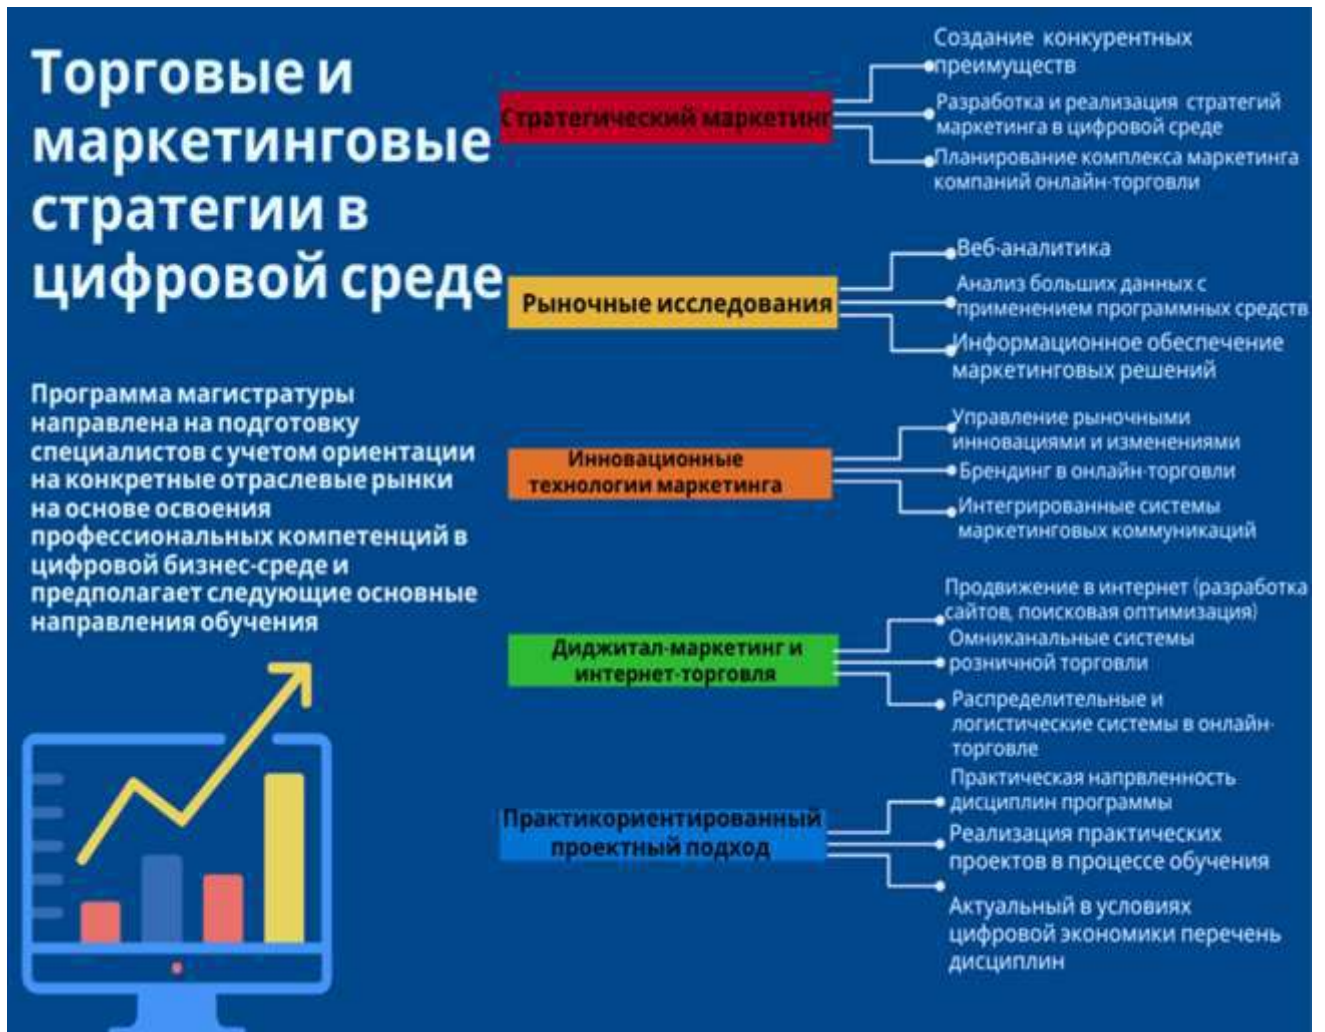 Торговые и
маркетинговые
стратегии в
цифровой среде
Программа магистратуры
направлена на подготовку
специалистов с учетом ориентации
на конкретные отраслевые рынки
на основе освоения
профессиональных компетенций в
цифровой бизнес-среде и
предполагает следующие основные
направления обучения
Стратегический маркетинг
Создание конкурентных
преимуществ
Разработка и реализация стратегий
маркетинга в цифровой среде
Планирование комплекса маркетинга
компаний онлайн-торговли
Рыночные исследования
Веб-аналитика
Анализ больших данных с
применением программных средств
Информационное обеспечение
маркетинговых решений
Инновационные
технологии маркетинга
Управление рыночными
инновациями и изменениями
Брендинг в онлайн-торговли
Интегрированные системы
маркетинговых коммуникаций
Диджитал-маркетинг и
интернет-торговля
Продвижение в интернет (разработка
сайтов, поисковая оптимизация)
Омниканальные системы
розничной торговли
Распределительные и
логистические системы в онлайн-
торговле
Практикориентированный
проектный подход
Практическая напрвленность
дисциплин программы
Реализация практических
проектов в процессе обучения
Актуальный в условиях
цифровой экономики перечень
дисциплин